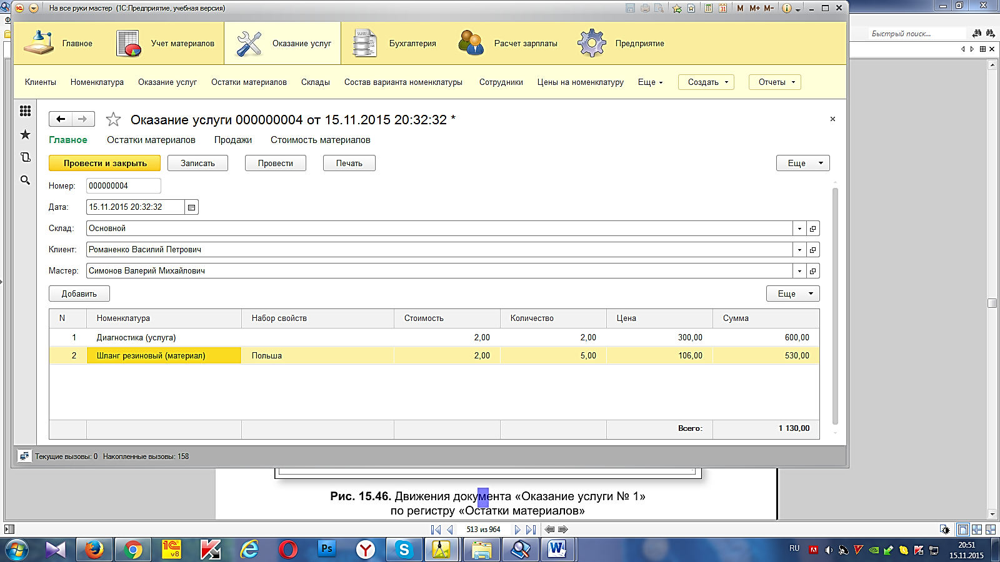 На все руки мастер (1С:Предприятие, учебная версия)
M M+ M-
Быстрый поиск...
Главное
Учет материалов
Оказание услуг
Бухгалтерия
Расчет зарплаты
Предприятие
Клиенты Номенклатура Оказание услуг Остатки материалов Склады Состав варианта номенклатуры Сотрудники Цены на номенклатуру Еще Создать Отчеты
Оказание услуги 000000004 от 15.11.2015 20:32:32 *
Главное Остатки материалов Продажи Стоимость материалов
Провести и закрыть Записать Провести Печать Еще
Номер: 000000004
Дата: 15.11.2015 20:32:32
Склад: Основной
Клиент: Романенко Василий Петрович
Мастер: Симонов Валерий Михайлович
Добавить Еще
N Номенклатура Набор свойств Стоимость Количество Цена Сумма
1 Диагностика (услуга) 2,00 2,00 300,00 600,00
2 Шланг резиновый (материал) Польша 2,00 5,00 106,00 530,00
Всего: 1 130,00
Текущие вызовы: 0 Накопленные вызовы: 158
Рис. 15.46. Движения документа «Оказание услуги № 1»
по регистру «Остатки материалов»
513 из 964
RU
20:51
15.11.2015